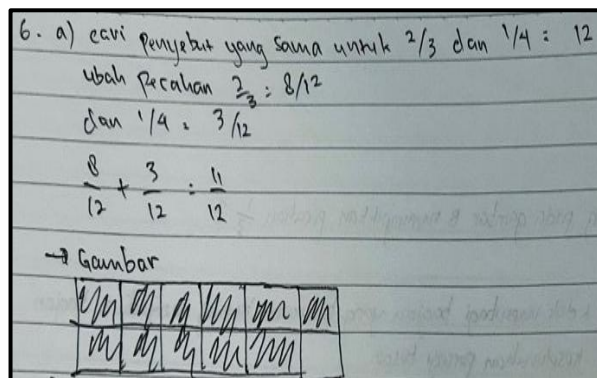 6. a) cari penyebut yang sama untuk 2/3 dan 1/4 = 12
ubah pecahan 2/3 = 8/12
dan 1/4 = 3/12
8/12 + 3/12 = 11/12
→ Gambar